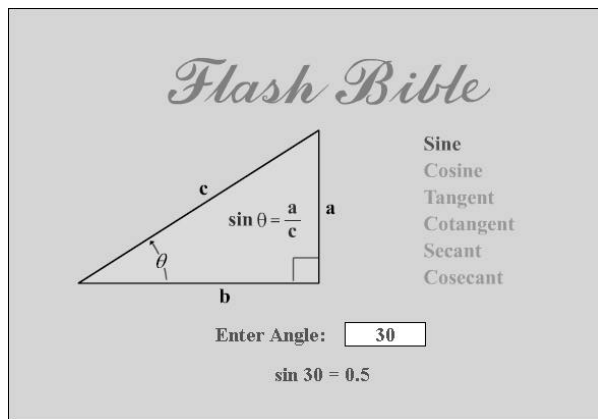 Flash Bible
Sine
Cosine
Tangent
Cotangent
Secant
Cosecant
c
a
sin θ = a/c
θ
b
Enter Angle: 30
sin 30 = 0.5